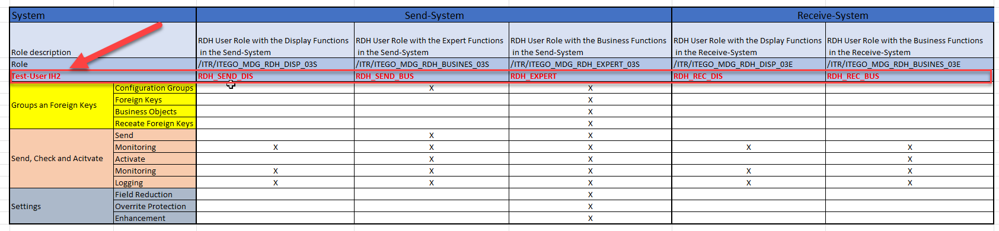 System Send-System Receive-System
RDH User Role with the Display Functions RDH User Role with the Expert Functions RDH User Role with the Business Functions RDH User Role with the Dsplay Functions RDH User Role with the Business Functions
Role description in the Send-System in the Send-System in the Send-System in the Receive-System in the Receive-System
Role /ITR/ITEGO_MDG_RDH_DISP_03S /ITR/ITEGO_MDG_RDH_BUSINES_03S /ITR/ITEGO_MDG_RDH_EXPERT_03S /ITR/ITEGO_MDG_RDH_DISP_03E /ITR/ITEGO_MDG_RDH_BUSINES_03E
Test-User IH2 RDH_SEND_DIS RDH_SEND_BUS RDH_EXPERT RDH_REC_DIS RDH_REC_BUS
Configuration Groups X X
Foreign Keys X
Groups an Foreign Keys
Business Objects X
Receate Foreign Keys X
Send X X
Monitoring X X X X X
Send, Check and Acitvate Activate X X X
Monitoring X X X X X
Logging X X X X X
Field Reduction X
Settings Overrite Protection X
Enhancement X